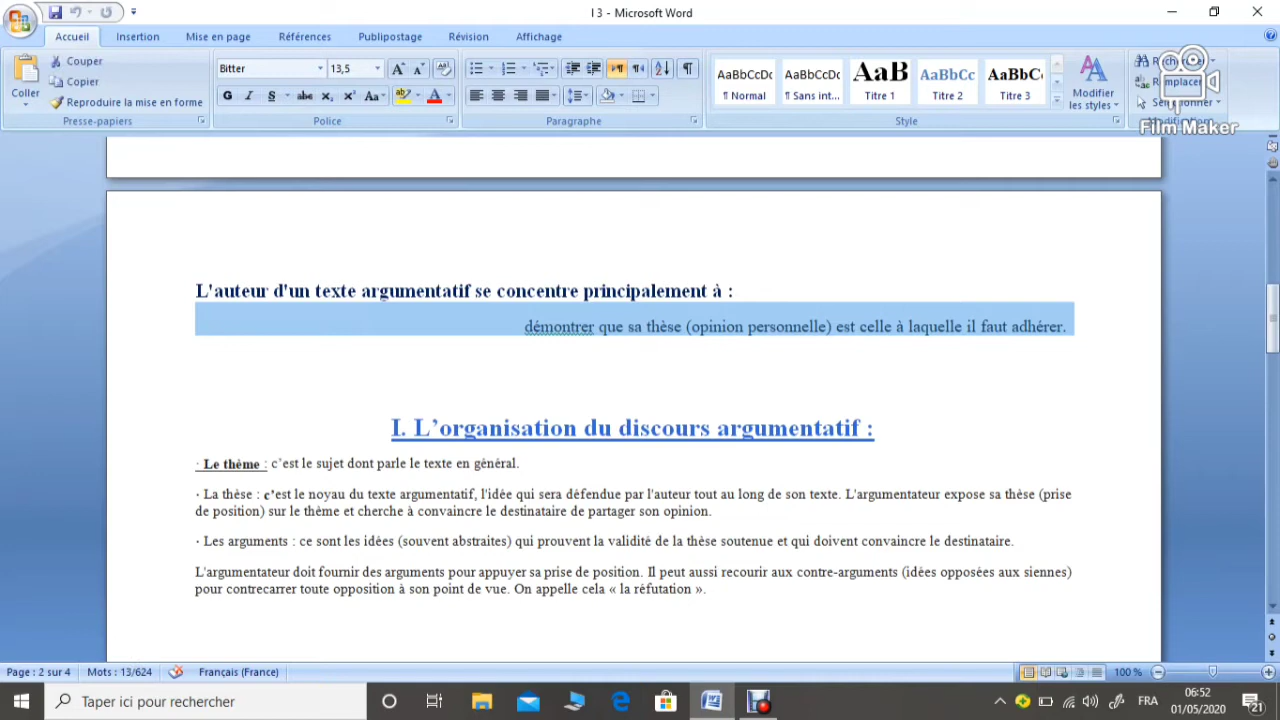 I 3 - Microsoft Word
Accueil Insertion Mise en page Références Publipostage Révision Affichage
Coller
Couper
Copier
Reproduire la mise en forme
Presse-papiers
Bitter 13,5
Police
Paragraphe
AaBbCcDc AaBbCcDc AaB AaBbCc AaBbC
¶ Normal ¶ Sans int... Titre 1 Titre 2 Titre 3
Style
Modifier
les styles
Remplacer
Film Maker
L'auteur d'un texte argumentatif se concentre principalement à :
démontrer que sa thèse (opinion personnelle) est celle à laquelle il faut adhérer.
I. L’organisation du discours argumentatif :
· Le thème : c’est le sujet dont parle le texte en général.
· La thèse : c’est le noyau du texte argumentatif, l'idée qui sera défendue par l'auteur tout au long de son texte. L'argumentateur expose sa thèse (prise
de position) sur le thème et cherche à convaincre le destinataire de partager son opinion.
· Les arguments : ce sont les idées (souvent abstraites) qui prouvent la validité de la thèse soutenue et qui doivent convaincre le destinataire.
L'argumentateur doit fournir des arguments pour appuyer sa prise de position. Il peut aussi recourir aux contre-arguments (idées opposées aux siennes)
pour contrecarrer toute opposition à son point de vue. On appelle cela « la réfutation ».
Page : 2 sur 4 Mots : 13/624 Français (France) 100 %
Taper ici pour rechercher
FRA
06:52
01/05/2020
21